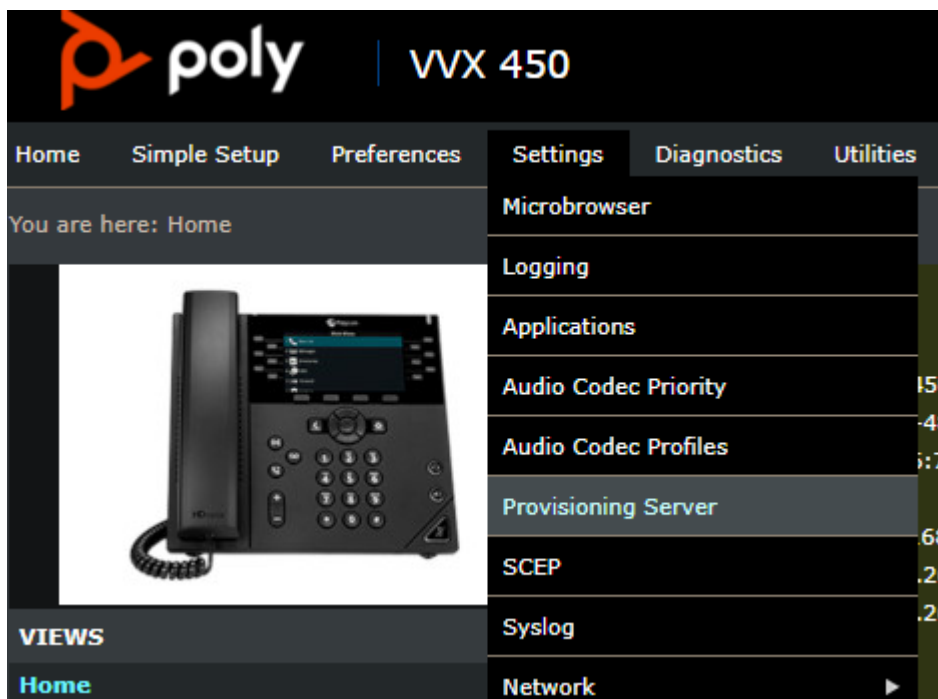 poly VVX 450
Home Simple Setup Preferences Settings Diagnostics Utilities
You are here: Home
Microbrowser
Logging
Applications
Audio Codec Priority
Audio Codec Profiles
Provisioning Server
SCEP
Syslog
Network
VIEWS
Home